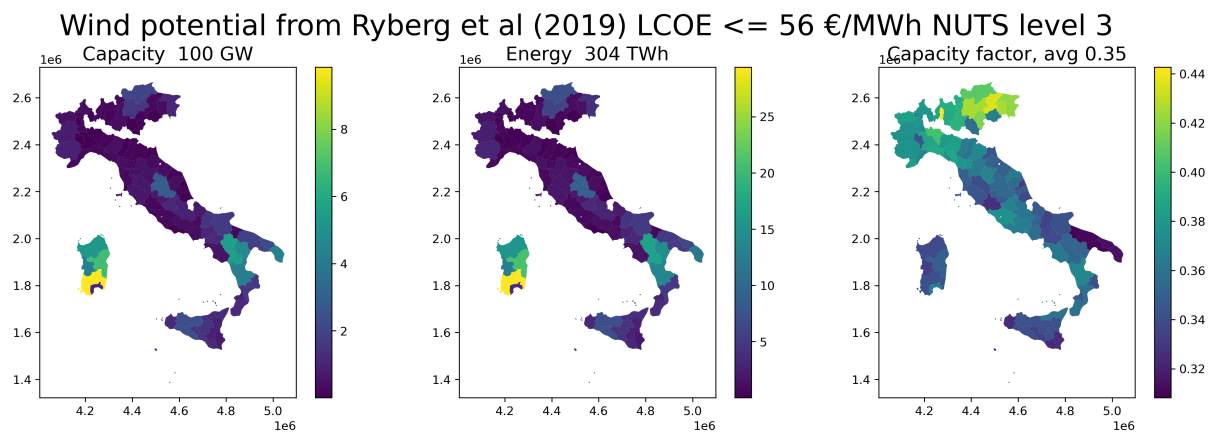 Wind potential from Ryberg et al (2019) LCOE <= 56 €/MWh NUTS level 3
1e6
Capacity  100 GW
2.6
2.4
2.2
2.0
1.8
1.6
1.4
4.2 4.4 4.6 4.8 5.0
1e6
8
6
4
2
1e6
Energy  304 TWh
2.6
2.4
2.2
2.0
1.8
1.6
1.4
4.2 4.4 4.6 4.8 5.0
1e6
25
20
15
10
5
1e6
Capacity factor, avg 0.35
2.6
2.4
2.2
2.0
1.8
1.6
1.4
4.2 4.4 4.6 4.8 5.0
1e6
0.44
0.42
0.40
0.38
0.36
0.34
0.32